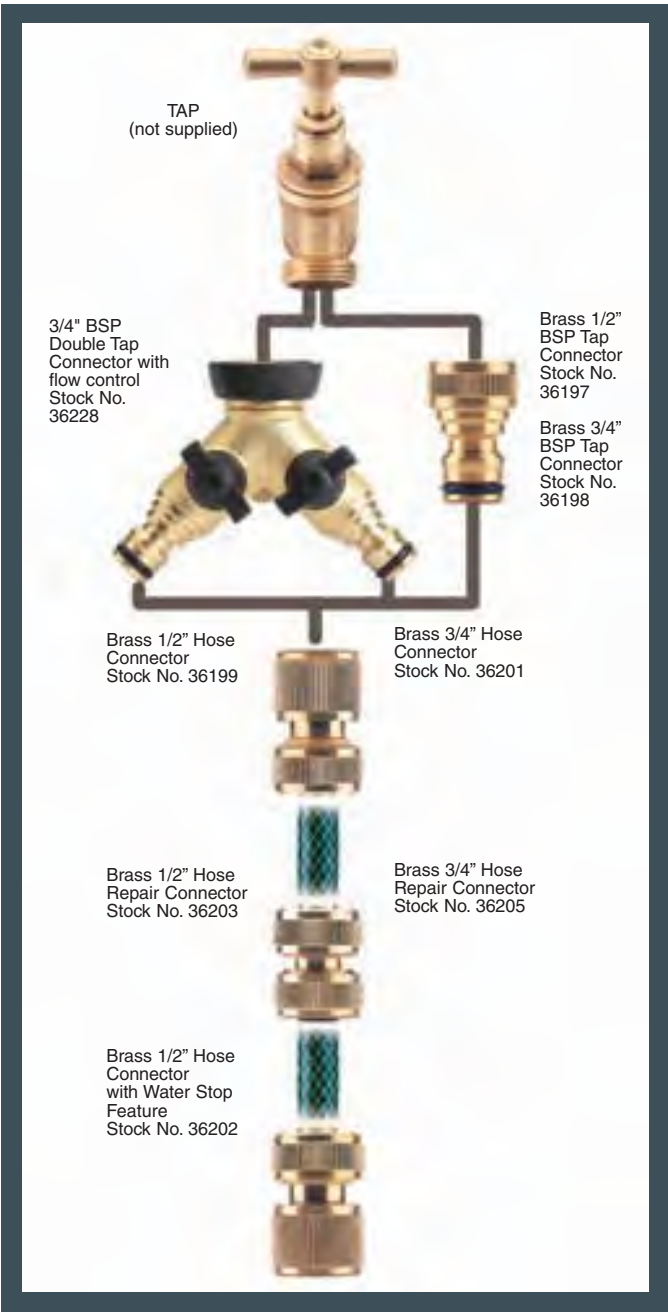 TAP
(not supplied)
3/4" BSP
Double Tap
Connector with
flow control
Stock No.
36228
Brass 1/2”
BSP Tap
Connector
Stock No.
36197
Brass 3/4”
BSP Tap
Connector
Stock No.
36198
Brass 1/2” Hose
Connector
Stock No. 36199
Brass 3/4” Hose
Connector
Stock No. 36201
Brass 1/2” Hose
Repair Connector
Stock No. 36203
Brass 3/4” Hose
Repair Connector
Stock No. 36205
Brass 1/2” Hose
Connector
with Water Stop
Feature
Stock No. 36202